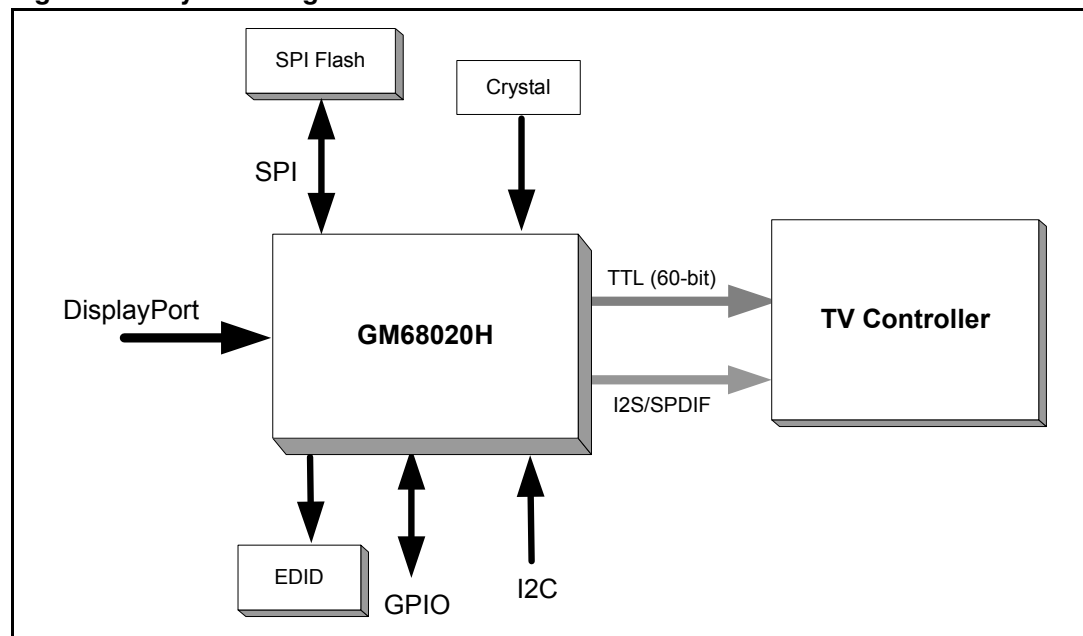 SPI Flash
Crystal
SPI
TTL (60-bit)
DisplayPort
GM68020H
TV Controller
I2S/SPDIF
EDID
GPIO
I2C